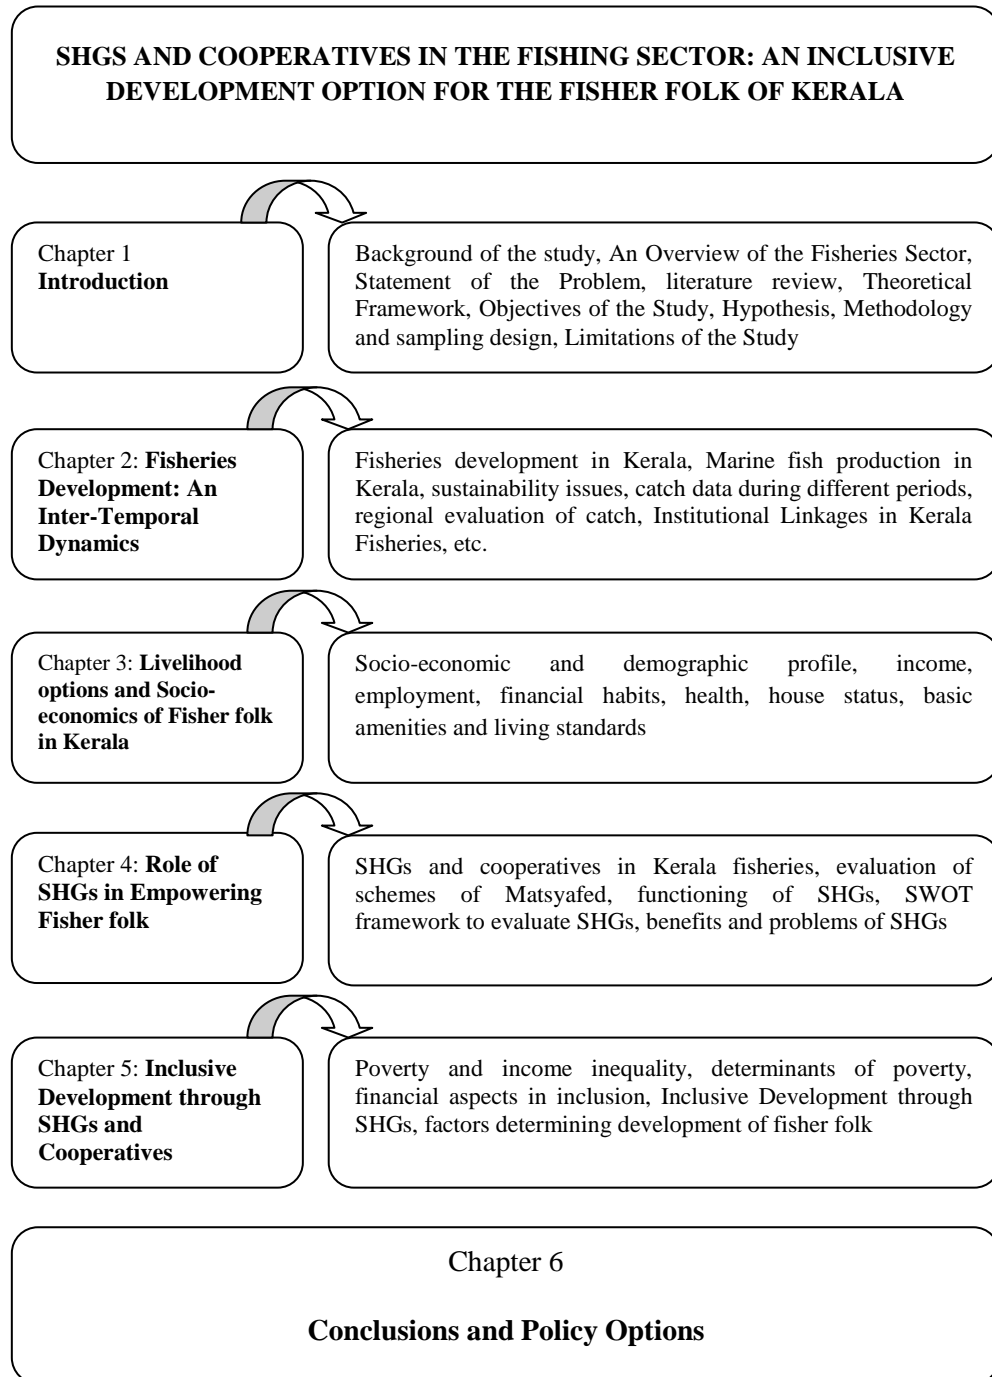 SHGS AND COOPERATIVES IN THE FISHING SECTOR: AN INCLUSIVE
DEVELOPMENT OPTION FOR THE FISHER FOLK OF KERALA
Chapter 1
Introduction
Background of the study, An Overview of the Fisheries Sector,
Statement of the Problem, literature review, Theoretical
Framework, Objectives of the Study, Hypothesis, Methodology
and sampling design, Limitations of the Study
Chapter 2: Fisheries
Development: An
Inter-Temporal
Dynamics
Fisheries development in Kerala, Marine fish production in
Kerala, sustainability issues, catch data during different periods,
regional evaluation of catch, Institutional Linkages in Kerala
Fisheries, etc.
Chapter 3: Livelihood
options and Socio-
economics of Fisher folk
in Kerala
Socio-economic and demographic profile, income,
employment, financial habits, health, house status, basic
amenities and living standards
Chapter 4: Role of
SHGs in Empowering
Fisher folk
SHGs and cooperatives in Kerala fisheries, evaluation of
schemes of Matsyafed, functioning of SHGs, SWOT
framework to evaluate SHGs, benefits and problems of SHGs
Chapter 5: Inclusive
Development through
SHGs and
Cooperatives
Poverty and income inequality, determinants of poverty,
financial aspects in inclusion, Inclusive Development through
SHGs, factors determining development of fisher folk
Chapter 6
Conclusions and Policy Options